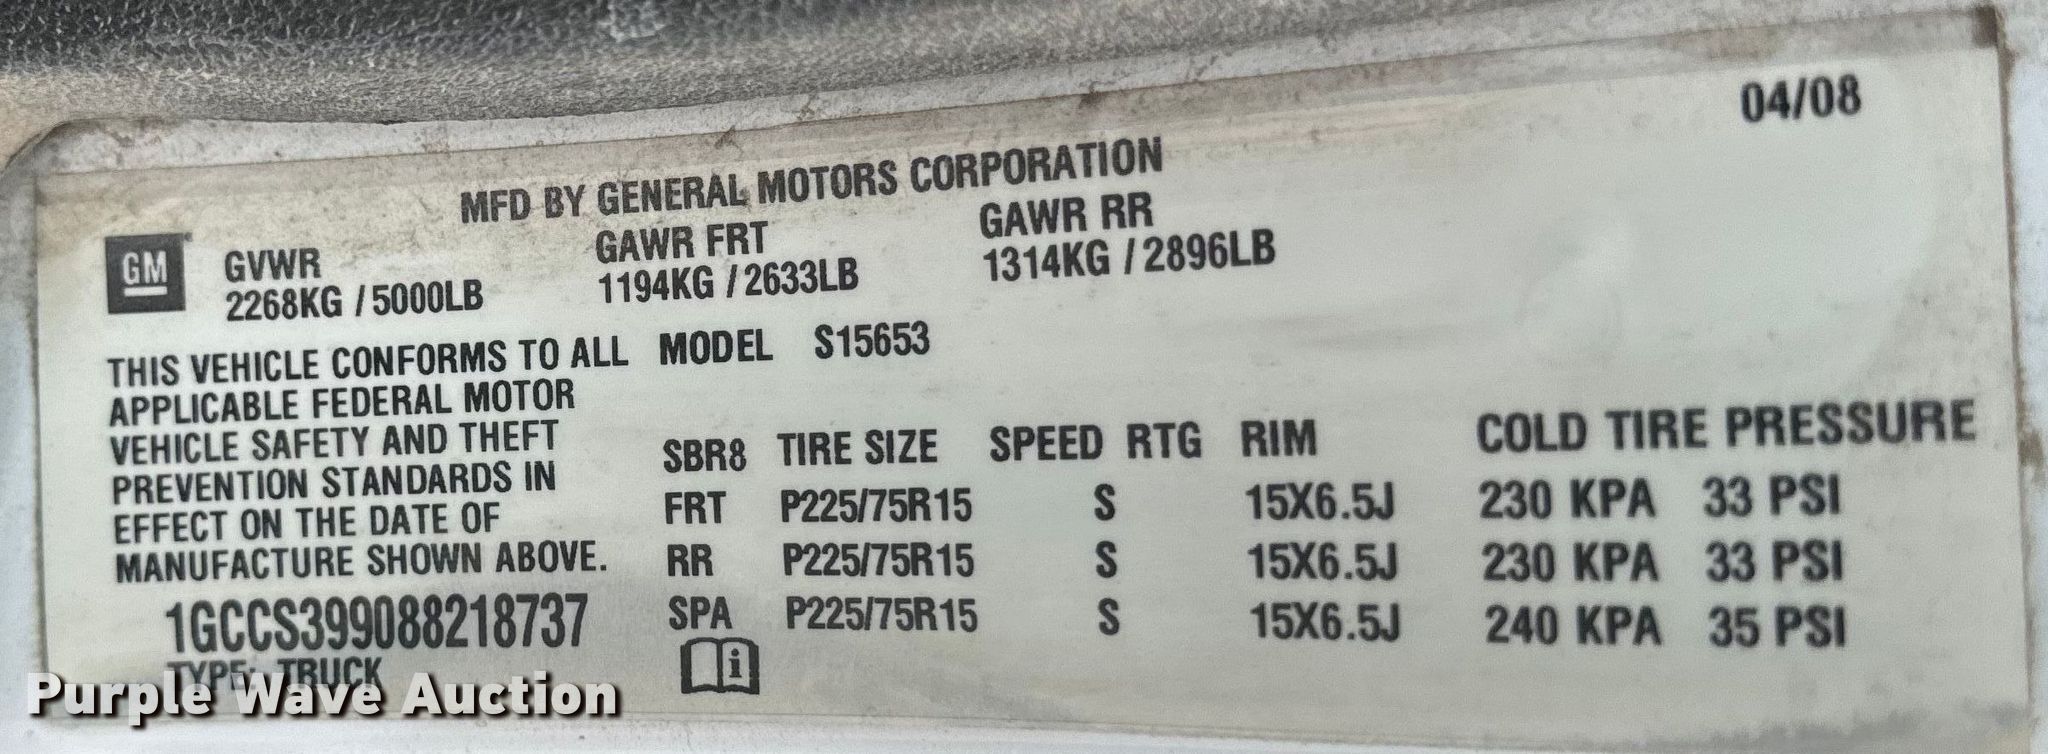 04/08
MFD BY GENERAL MOTORS CORPORATION
GM
GVWR GAWR FRT GAWR RR
2268KG / 5000LB 1194KG / 2633LB 1314KG / 2896LB
THIS VEHICLE CONFORMS TO ALL
APPLICABLE FEDERAL MOTOR
VEHICLE SAFETY AND THEFT
PREVENTION STANDARDS IN
EFFECT ON THE DATE OF
MANUFACTURE SHOWN ABOVE.
1GCCS399088218737
TYPE: TRUCK
MODEL S15653
SBR8 TIRE SIZE SPEED RTG RIM COLD TIRE PRESSURE
FRT P225/75R15 S 15X6.5J 230 KPA 33 PSI
RR P225/75R15 S 15X6.5J 230 KPA 33 PSI
SPA P225/75R15 S 15X6.5J 240 KPA 35 PSI
i
Purple Wave Auction